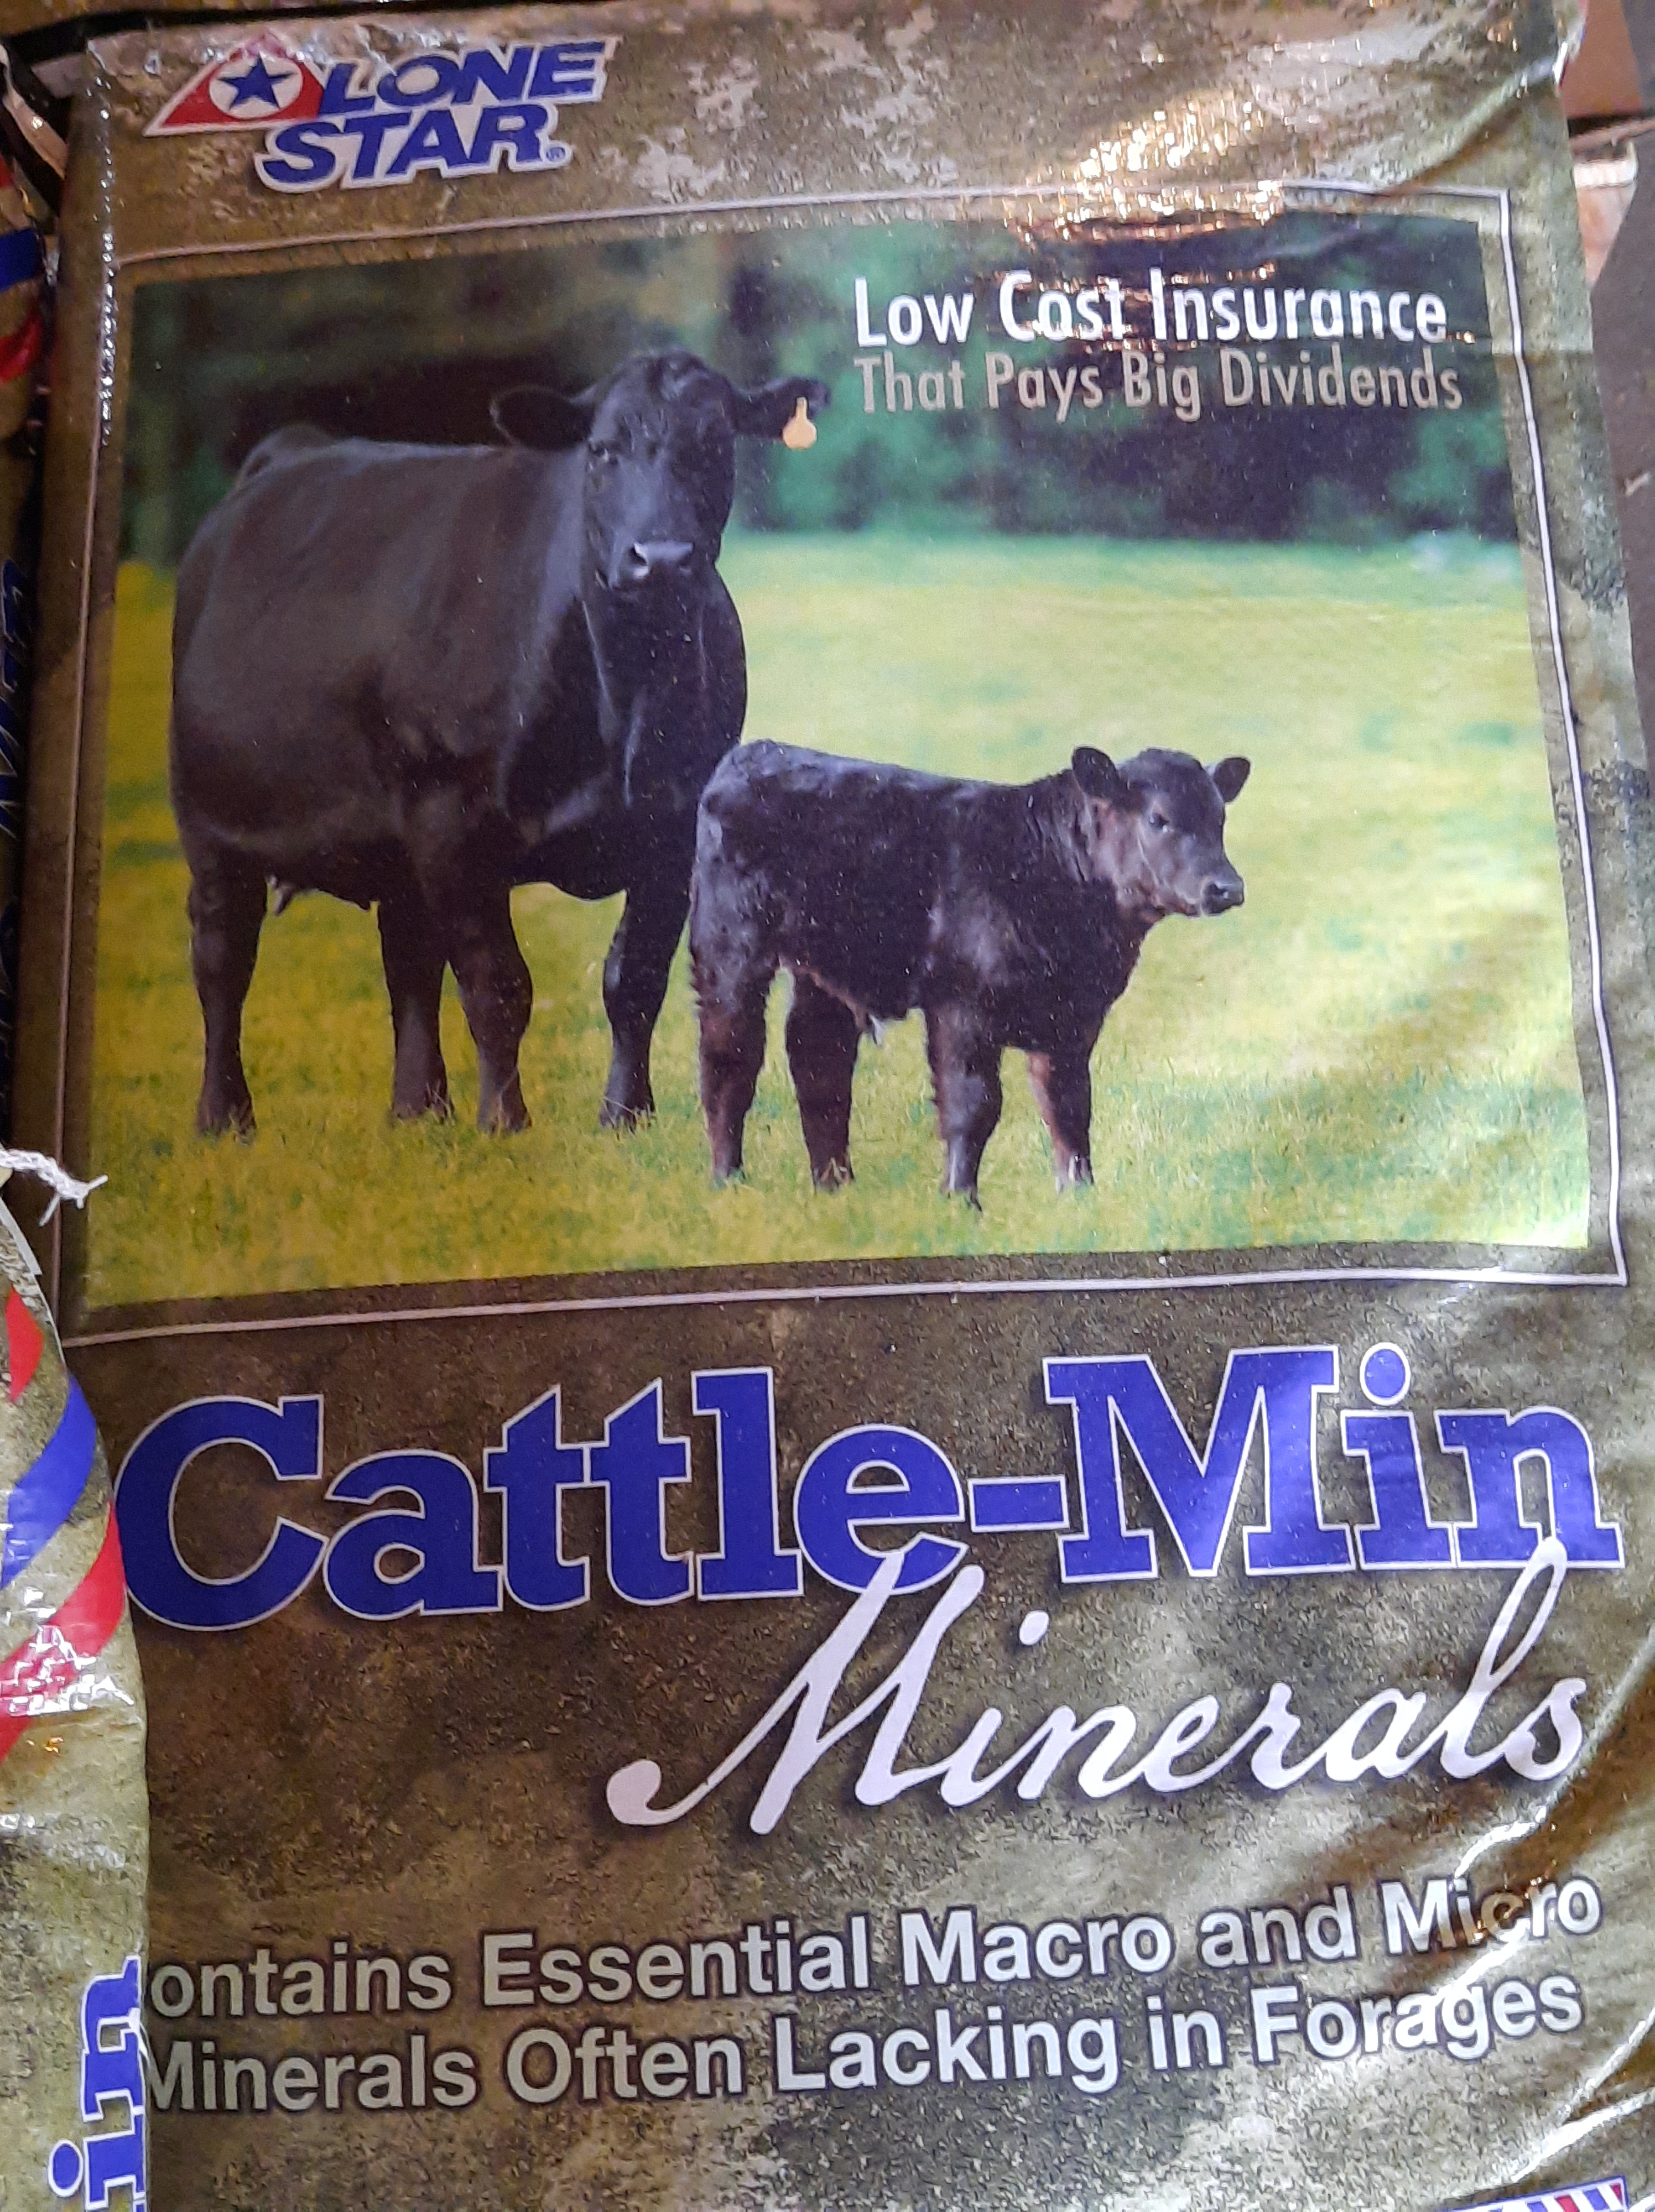 LONE
STAR®
Low Cost Insurance
That Pays Big Dividends
Cattle-Min
Minerals
ontains Essential Macro and Micro
Minerals Often Lacking in Forages
in